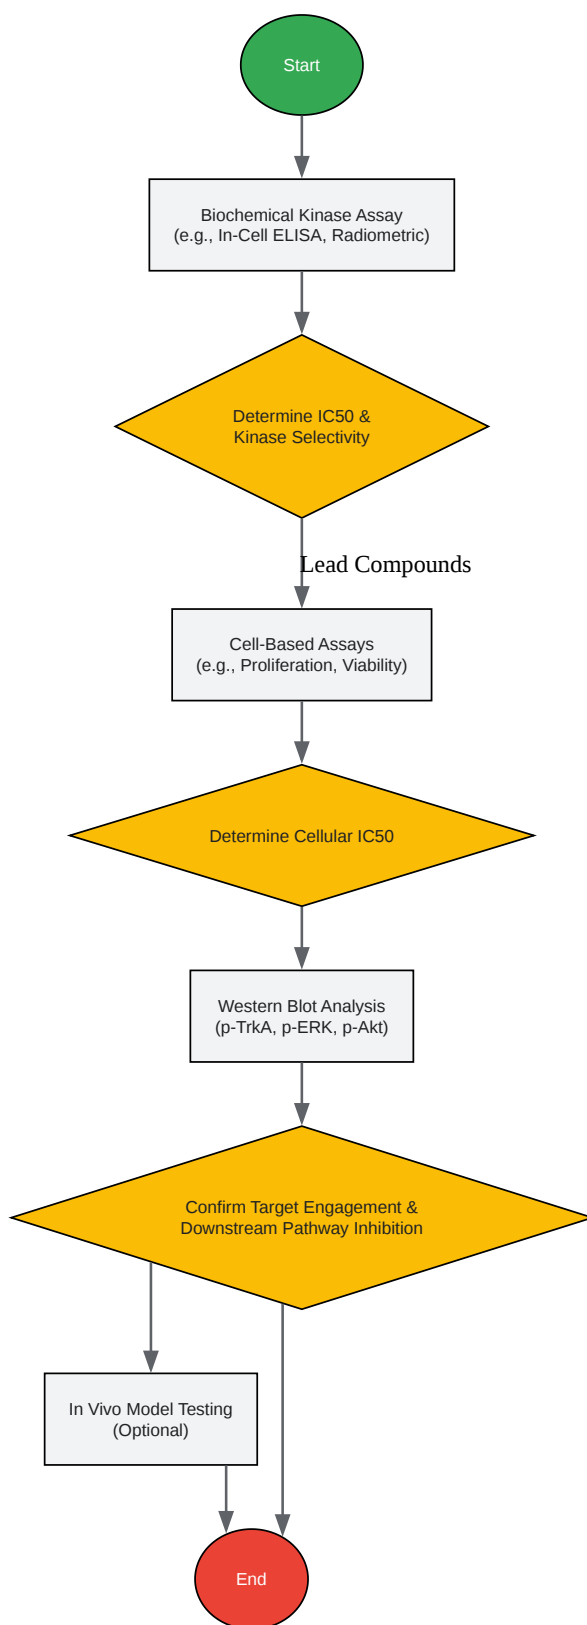 Start
Biochemical Kinase Assay
(e.g., In-Cell ELISA, Radiometric)
Determine IC50 &
Kinase Selectivity
Lead Compounds
Cell-Based Assays
(e.g., Proliferation, Viability)
Determine Cellular IC50
Western Blot Analysis
(p-TrkA, p-ERK, p-Akt)
Confirm Target Engagement &
Downstream Pathway Inhibition
In Vivo Model Testing
(Optional)
End